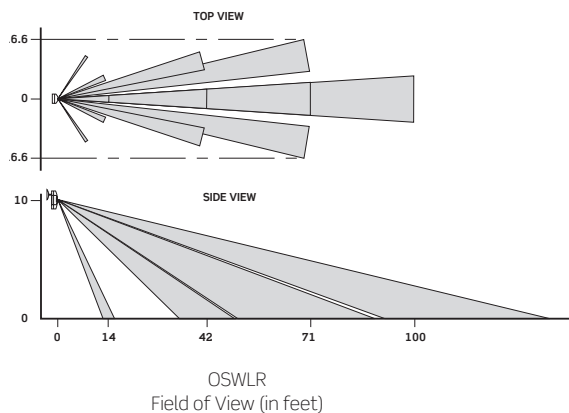 TOP VIEW
.6.6
0
.6.6
SIDE VIEW
10
0
0 14 42 71 100
OSWLR
Field of View (in feet)